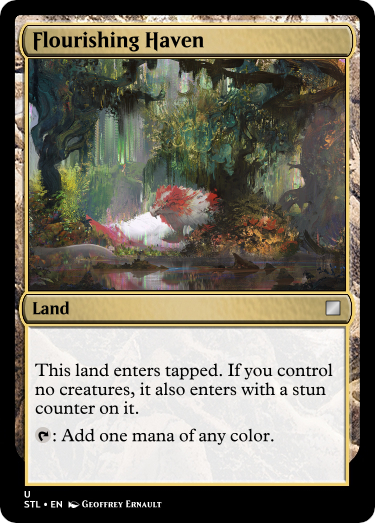 Flourishing Haven
Land
This land enters tapped. If you control
no creatures, it also enters with a stun
counter on it.
: Add one mana of any color.
U
STL • EN Geoffrey Ernault